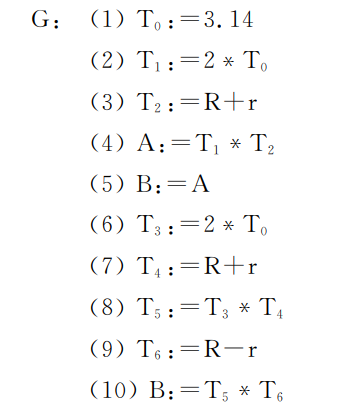 G: (1) T₀:=3.14
(2) T₁:=2*T₀
(3) T₂:=R+r
(4) A:=T₁*T₂
(5) B:=A
(6) T₃:=2*T₀
(7) T₄:=R+r
(8) T₅:=T₃*T₄
(9) T₆:=R-r
(10) B:=T₅*T₆